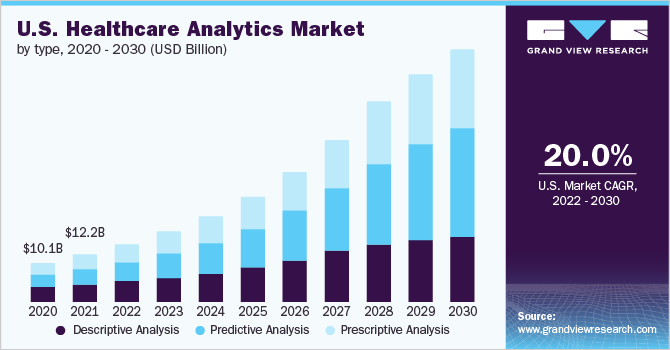 U.S. Healthcare Analytics Market
by type, 2020 - 2030 (USD Billion)
$10.1B
$12.2B
2020 2021 2022 2023 2024 2025 2026 2027 2028 2029 2030
Descriptive Analysis Predictive Analysis Prescriptive Analysis
GRAND VIEW RESEARCH
20.0%
U.S. Market CAGR,
2022 - 2030
Source:
www.grandviewresearch.com